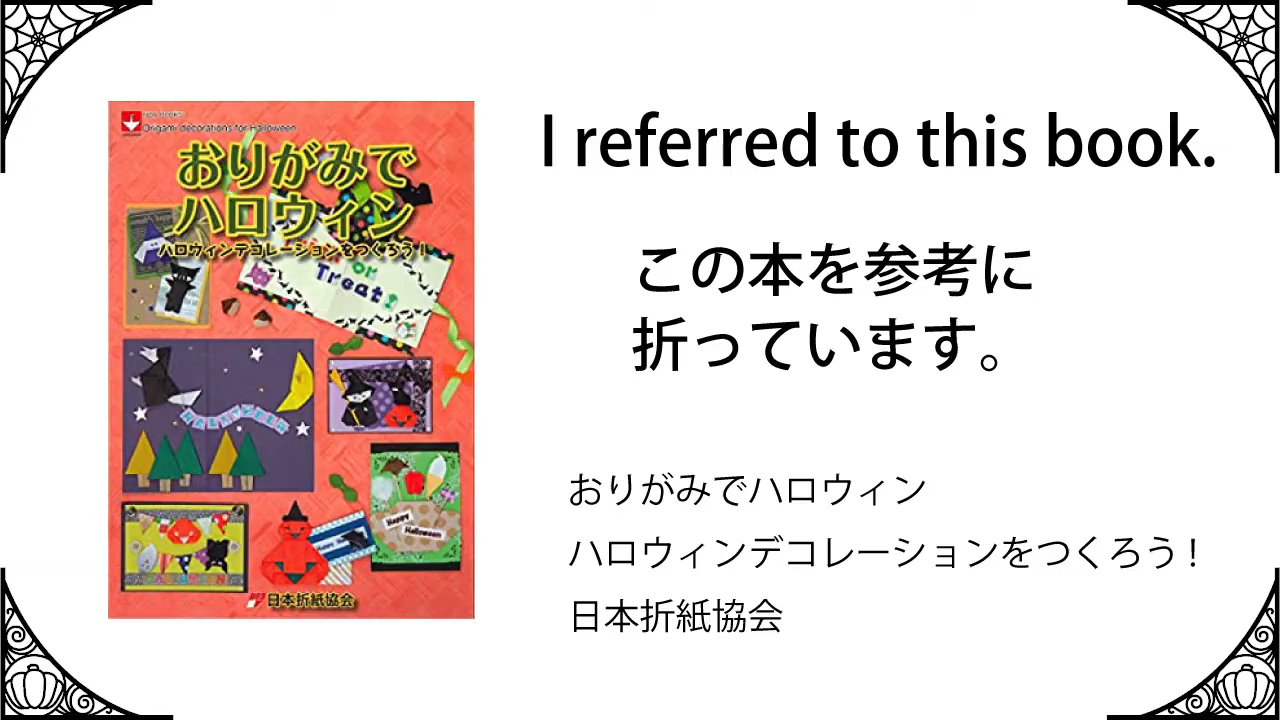 Origami decorations for Halloween
おりがみで
ハロウィン
ハロウィンデコレーションをつくろう!
or
Treat!
HALLOWEEN
Happy
Halloween
Happy
日本折紙協会
I referred to this book.
この本を参考に
折っています。
おりがみでハロウィン
ハロウィンデコレーションをつくろう!
日本折紙協会